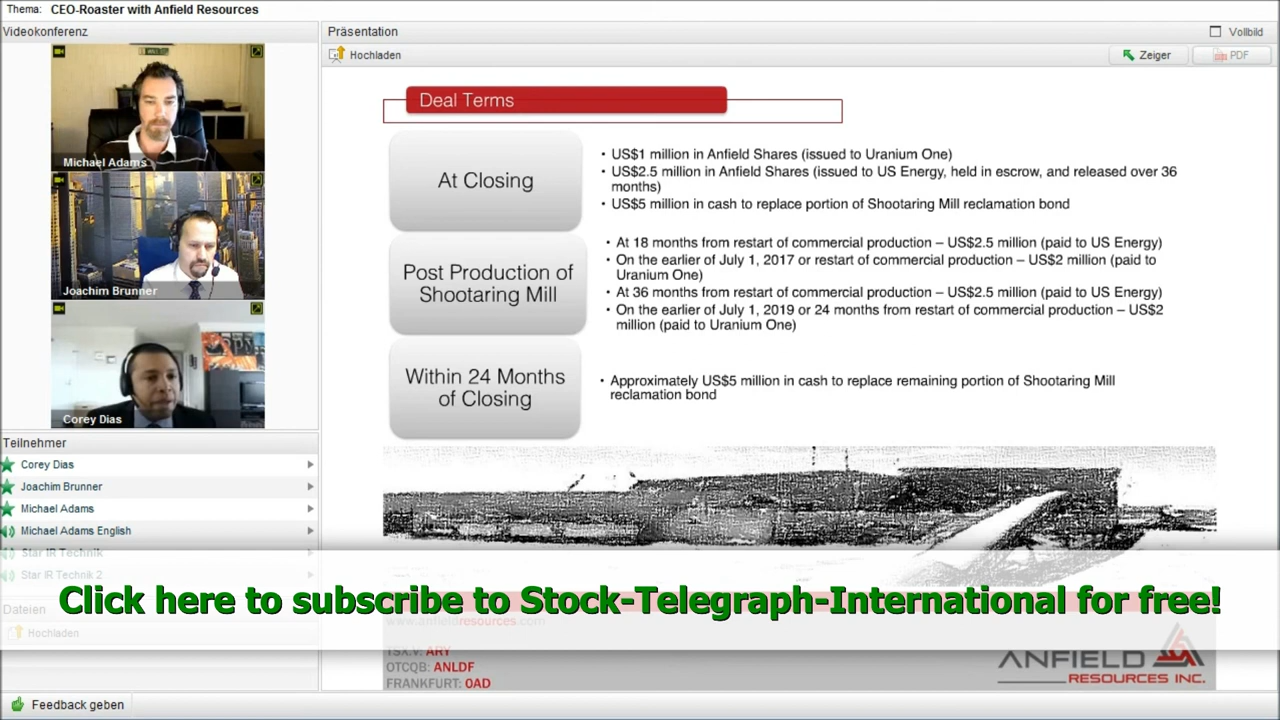 Thema: CEO-Roaster with Anfield Resources
Videokonferenz
Michael Adams
Joachim Brunner
Corey Dias
Teilnehmer
Corey Dias
Joachim Brunner
Michael Adams
Michael Adams English
Star IR Technik
Star IR Technik 2
Dateien
Hochladen
Feedback geben
Präsentation
Vollbild
Hochladen
Zeiger
PDF
Deal Terms
At Closing
• US$1 million in Anfield Shares (issued to Uranium One)
• US$2.5 million in Anfield Shares (issued to US Energy, held in escrow, and released over 36
months)
• US$5 million in cash to replace portion of Shootaring Mill reclamation bond
Post Production of
Shootaring Mill
• At 18 months from restart of commercial production – US$2.5 million (paid to US Energy)
• On the earlier of July 1, 2017 or restart of commercial production – US$2 million (paid to
Uranium One)
• At 36 months from restart of commercial production – US$2.5 million (paid to US Energy)
• On the earlier of July 1, 2019 or 24 months from restart of commercial production – US$2
million (paid to Uranium One)
Within 24 Months
of Closing
• Approximately US$5 million in cash to replace remaining portion of Shootaring Mill
reclamation bond
Click here to subscribe to Stock-Telegraph-International for free!
www.anfieldresources.com
TSX.V: ARY
OTCQB: ANLDF
FRANKFURT: 0AD
ANFIELD
RESOURCES INC.